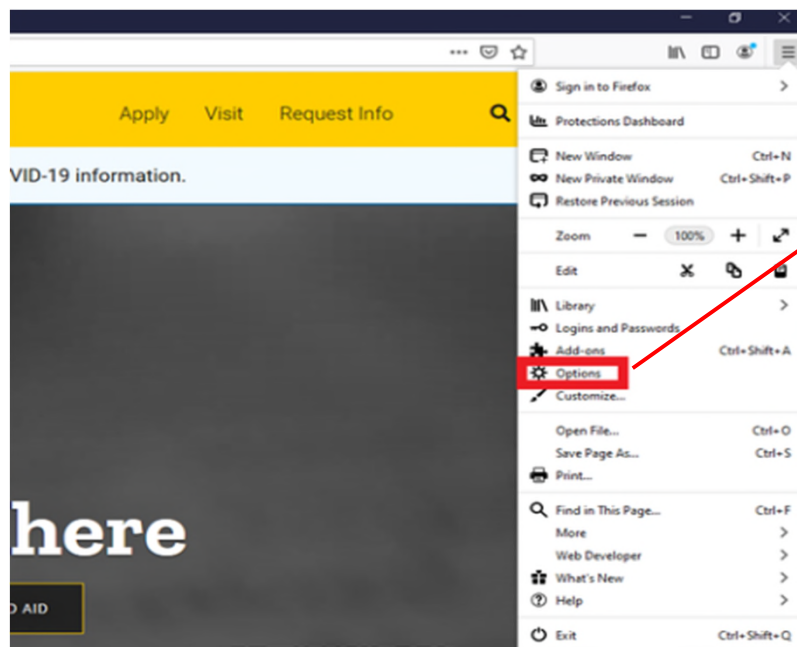 Apply Visit Request Info
VID-19 information.
here
D AID
Sign in to Firefox
Protections Dashboard
New Window Ctrl+N
New Private Window Ctrl+Shift+P
Restore Previous Session
Zoom 100%
Edit
Library
Logins and Passwords
Add-ons Ctrl+Shift+A
Options
Customize...
Open File... Ctrl+O
Save Page As... Ctrl+S
Print...
Find in This Page... Ctrl+F
More
Web Developer
What's New
Help
Exit Ctrl+Shift+Q